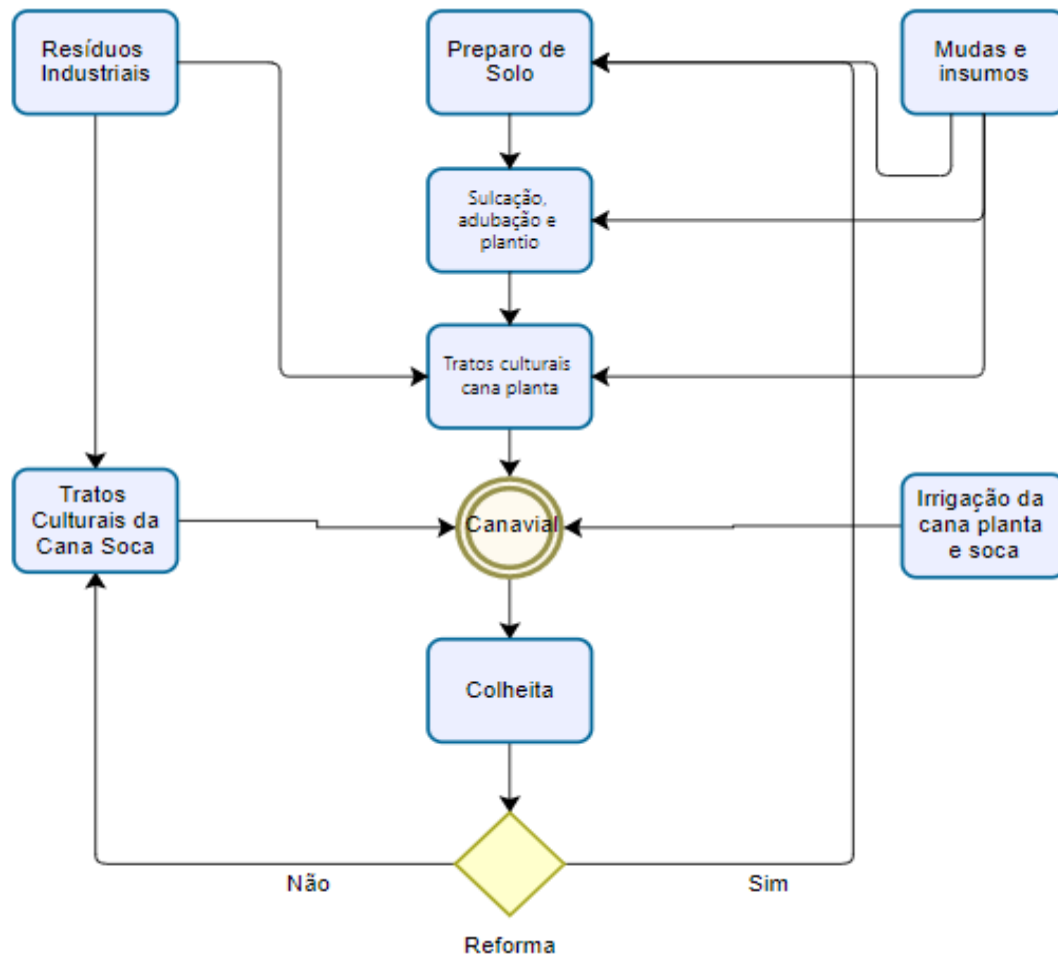 Resíduos
Industriais
Preparo de
Solo
Mudas e
insumos
Sulcação,
adubação e
plantio
Tratos culturais
cana planta
Tratos
Culturais da
Cana Soca
Canavial
Irrigação da
cana planta
e soca
Colheita
Não
Sim
Reforma